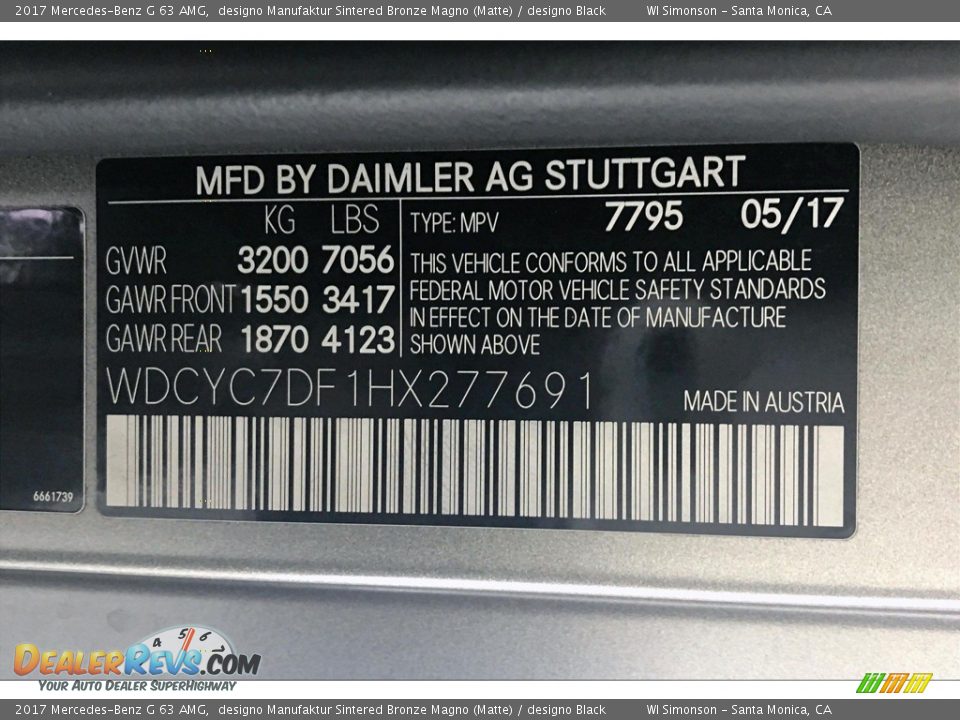 2017 Mercedes-Benz G 63 AMG, designo Manufaktur Sintered Bronze Magno (Matte) / designo Black WI Simonson - Santa Monica, CA
MFD BY DAIMLER AG STUTTGART
KG LBS
GVWR 3200 7056
GAWR FRONT 1550 3417
GAWR REAR 1870 4123
TYPE: MPV 7795 05/17
THIS VEHICLE CONFORMS TO ALL APPLICABLE
FEDERAL MOTOR VEHICLE SAFETY STANDARDS
IN EFFECT ON THE DATE OF MANUFACTURE
SHOWN ABOVE
WDCYC7DF1HX277691
MADE IN AUSTRIA
6661739
4 5 6
DEALERREVS.COM
YOUR AUTO DEALER SUPERHIGHWAY
2017 Mercedes-Benz G 63 AMG, designo Manufaktur Sintered Bronze Magno (Matte) / designo Black WI Simonson - Santa Monica, CA